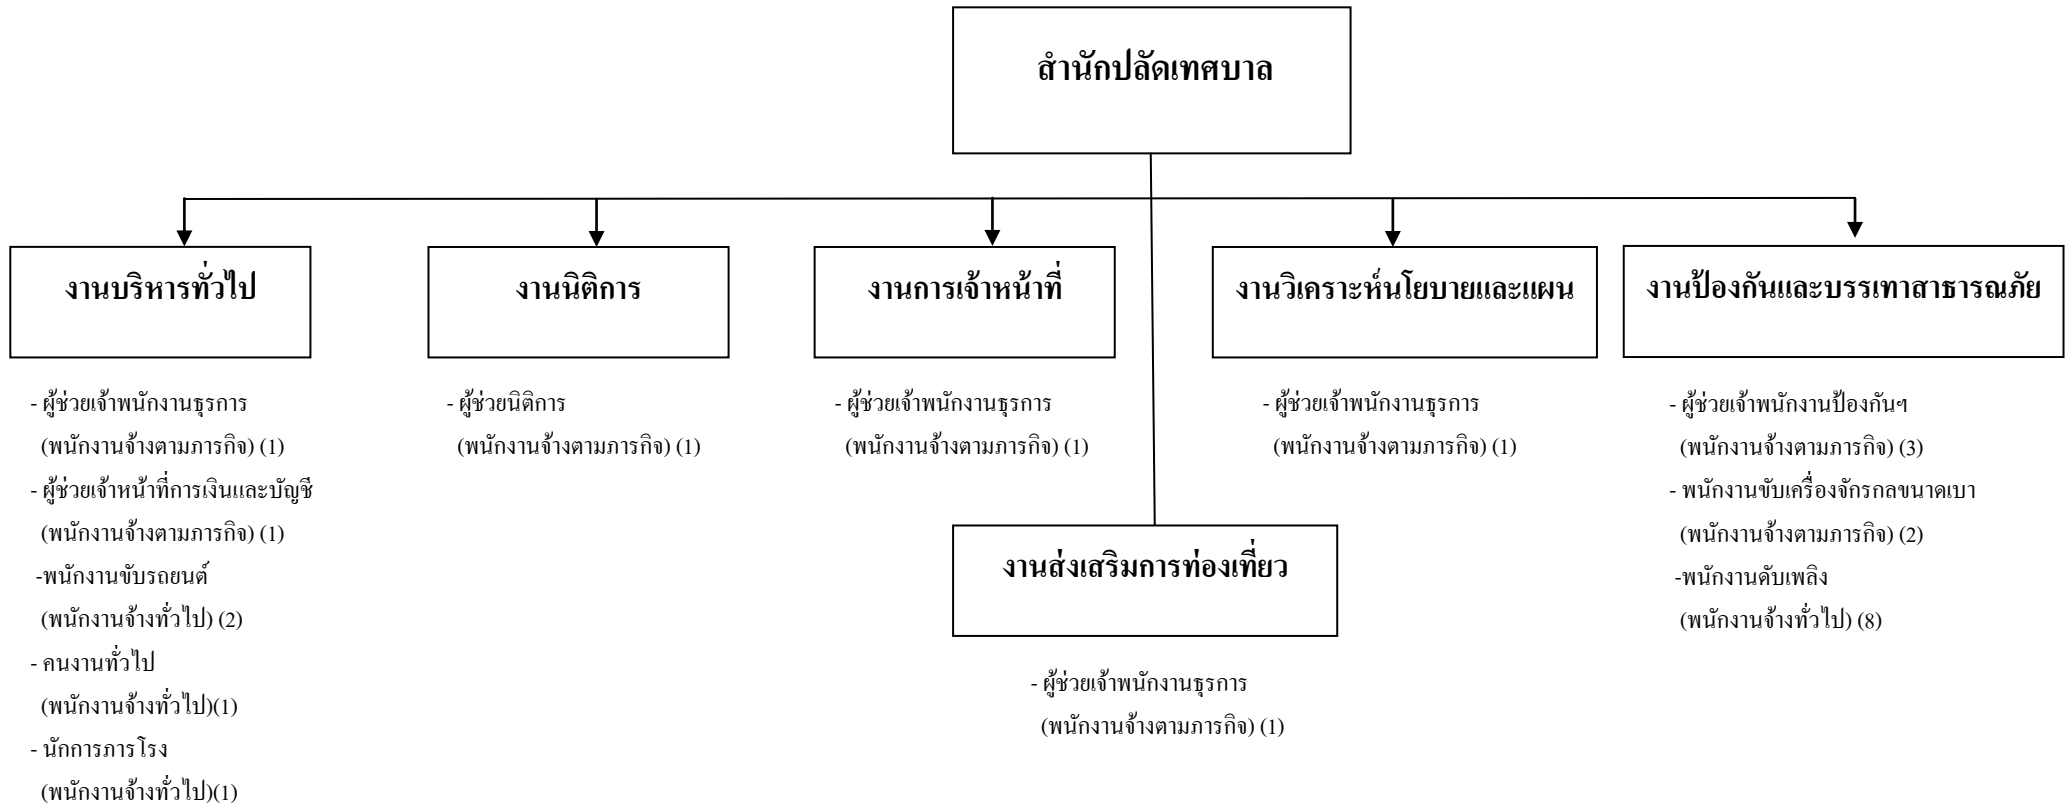 สำนักปลัดเทศบาล
งานบริหารทั่วไป
- ผู้ช่วยเจ้าพนักงานธุรการ
(พนักงานจ้างตามภารกิจ) (1)
- ผู้ช่วยเจ้าหน้าที่การเงินและบัญชี
(พนักงานจ้างตามภารกิจ) (1)
-พนักงานขับรถยนต์
(พนักงานจ้างทั่วไป) (2)
- คนงานทั่วไป
(พนักงานจ้างทั่วไป)(1)
- นักการภารโรง
(พนักงานจ้างทั่วไป)(1)
งานนิติการ
- ผู้ช่วยนิติการ
(พนักงานจ้างตามภารกิจ) (1)
งานการเจ้าหน้าที่
- ผู้ช่วยเจ้าพนักงานธุรการ
(พนักงานจ้างตามภารกิจ) (1)
งานวิเคราะห์นโยบายและแผน
- ผู้ช่วยเจ้าพนักงานธุรการ
(พนักงานจ้างตามภารกิจ) (1)
งานป้องกันและบรรเทาสาธารณภัย
- ผู้ช่วยเจ้าพนักงานป้องกันฯ
(พนักงานจ้างตามภารกิจ) (3)
- พนักงานขับเครื่องจักรกลขนาดเบา
(พนักงานจ้างตามภารกิจ) (2)
-พนักงานดับเพลิง
(พนักงานจ้างทั่วไป) (8)
งานส่งเสริมการท่องเที่ยว
- ผู้ช่วยเจ้าพนักงานธุรการ
(พนักงานจ้างตามภารกิจ) (1)